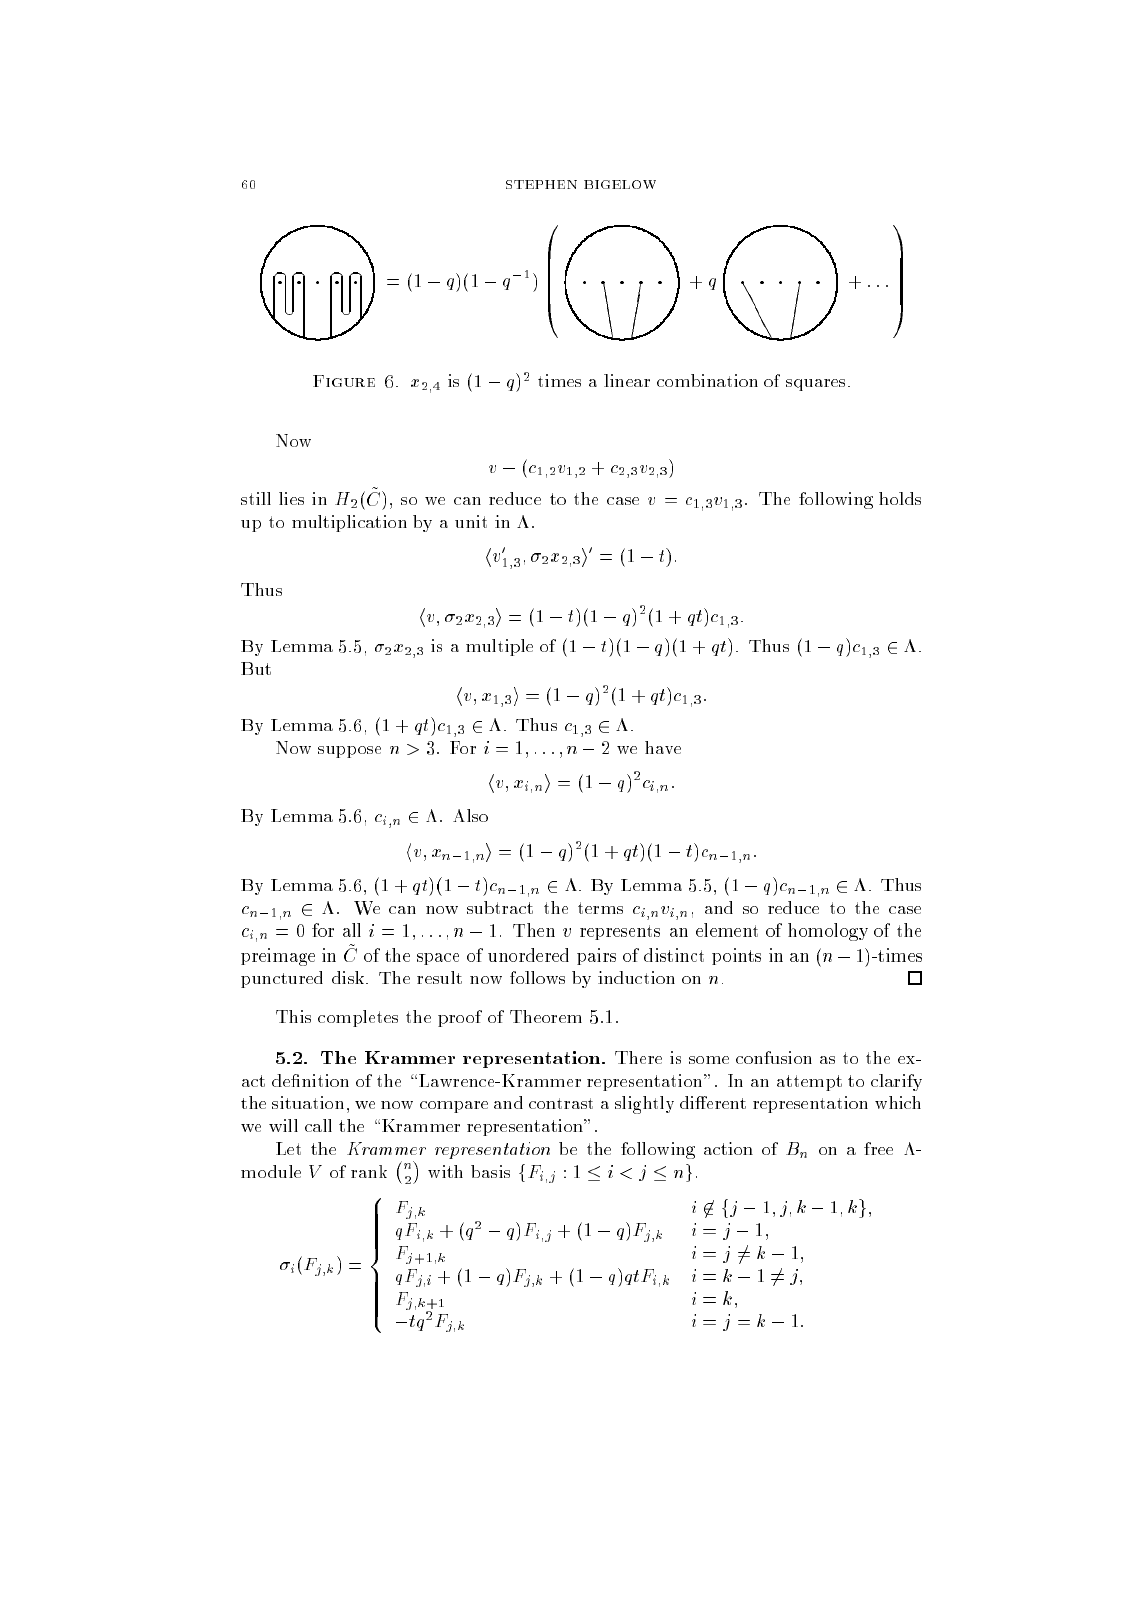 60 STEPHEN BIGELOW
= (1 − q)(1 − q⁻¹) ( + q + . . . )
FIGURE 6. x_{2,4} is (1 − q)² times a linear combination of squares.
Now
v − (c_{1,2}v_{1,2} + c_{2,3}v_{2,3})
still lies in H₂(C̃), so we can reduce to the case v = c_{1,3}v_{1,3}. The following holds
up to multiplication by a unit in Λ.
⟨v′_{1,3}, σ₂x_{2,3}⟩′ = (1 − t).
Thus
⟨v, σ₂x_{2,3}⟩ = (1 − t)(1 − q)²(1 + qt)c_{1,3}.
By Lemma 5.5, σ₂x_{2,3} is a multiple of (1 − t)(1 − q)(1 + qt). Thus (1 − q)c_{1,3} ∈ Λ.
But
⟨v, x_{1,3}⟩ = (1 − q)²(1 + qt)c_{1,3}.
By Lemma 5.6, (1 + qt)c_{1,3} ∈ Λ. Thus c_{1,3} ∈ Λ.
Now suppose n > 3. For i = 1, . . . , n − 2 we have
⟨v, x_{i,n}⟩ = (1 − q)²c_{i,n}.
By Lemma 5.6, c_{i,n} ∈ Λ. Also
⟨v, x_{n−1,n}⟩ = (1 − q)²(1 + qt)(1 − t)c_{n−1,n}.
By Lemma 5.6, (1 + qt)(1 − t)c_{n−1,n} ∈ Λ. By Lemma 5.5, (1 − q)c_{n−1,n} ∈ Λ. Thus
c_{n−1,n} ∈ Λ. We can now subtract the terms c_{i,n}v_{i,n}, and so reduce to the case
c_{i,n} = 0 for all i = 1, . . . , n − 1. Then v represents an element of homology of the
preimage in C̃ of the space of unordered pairs of distinct points in an (n − 1)-times
punctured disk. The result now follows by induction on n. □
This completes the proof of Theorem 5.1.
5.2. The Krammer representation. There is some confusion as to the ex-
act definition of the “Lawrence-Krammer representation”. In an attempt to clarify
the situation, we now compare and contrast a slightly different representation which
we will call the “Krammer representation”.
Let the Krammer representation be the following action of B_n on a free Λ-
module V of rank (n 2) with basis {F_{i,j} : 1 ≤ i < j ≤ n}.
F_{j,k} i ∉ {j − 1, j, k − 1, k},
qF_{i,k} + (q² − q)F_{i,j} + (1 − q)F_{j,k} i = j − 1,
F_{j+1,k} i = j ≠ k − 1,
σ_i(F_{j,k}) = { qF_{j,i} + (1 − q)F_{j,k} + (1 − q)qtF_{i,k} i = k − 1 ≠ j,
F_{j,k+1} i = k,
−tq²F_{j,k} i = j = k − 1.